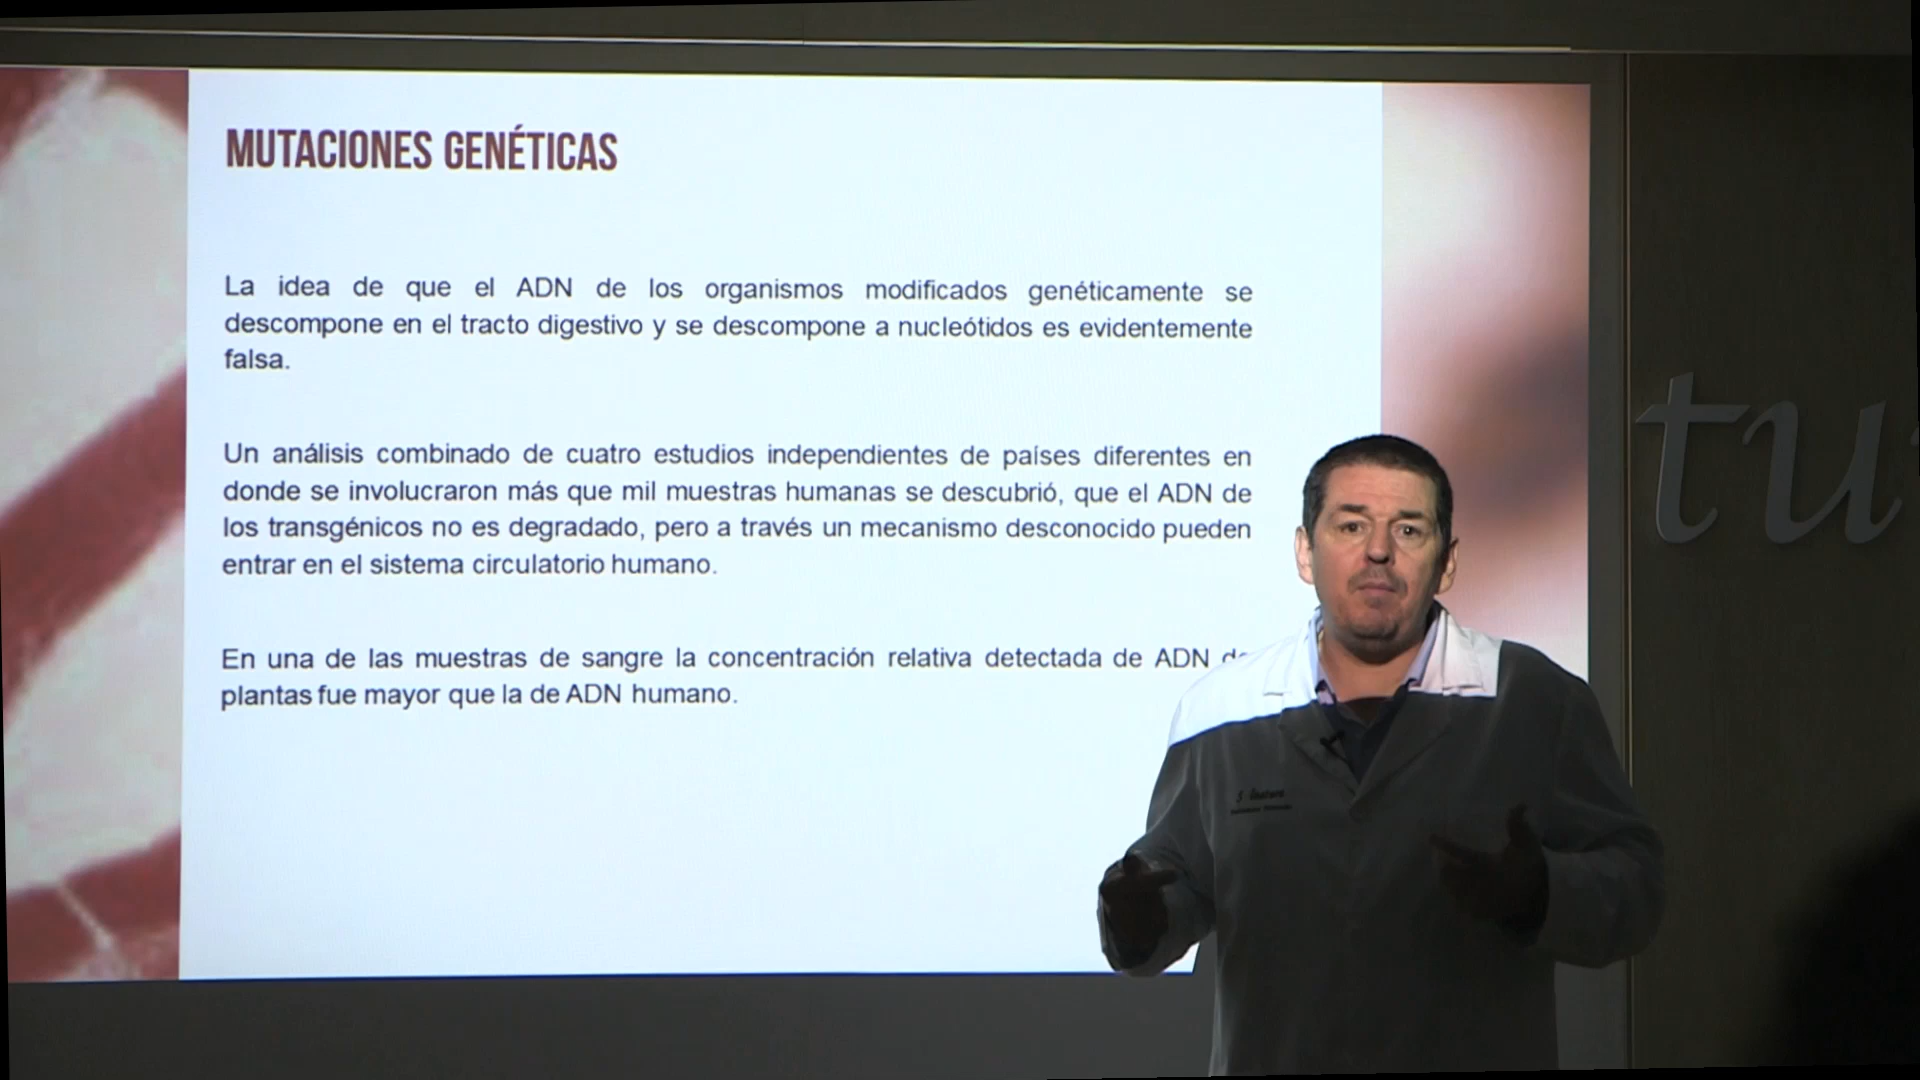 MUTACIONES GENÉTICAS
La idea de que el ADN de los organismos modificados genéticamente se
descompone en el tracto digestivo y se descompone a nucleótidos es evidentemente
falsa.
Un análisis combinado de cuatro estudios independientes de países diferentes en
donde se involucraron más que mil muestras humanas se descubrió, que el ADN de
los transgénicos no es degradado, pero a través un mecanismo desconocido pueden
entrar en el sistema circulatorio humano.
En una de las muestras de sangre la concentración relativa detectada de ADN
plantas fue mayor que la de ADN humano.
tu